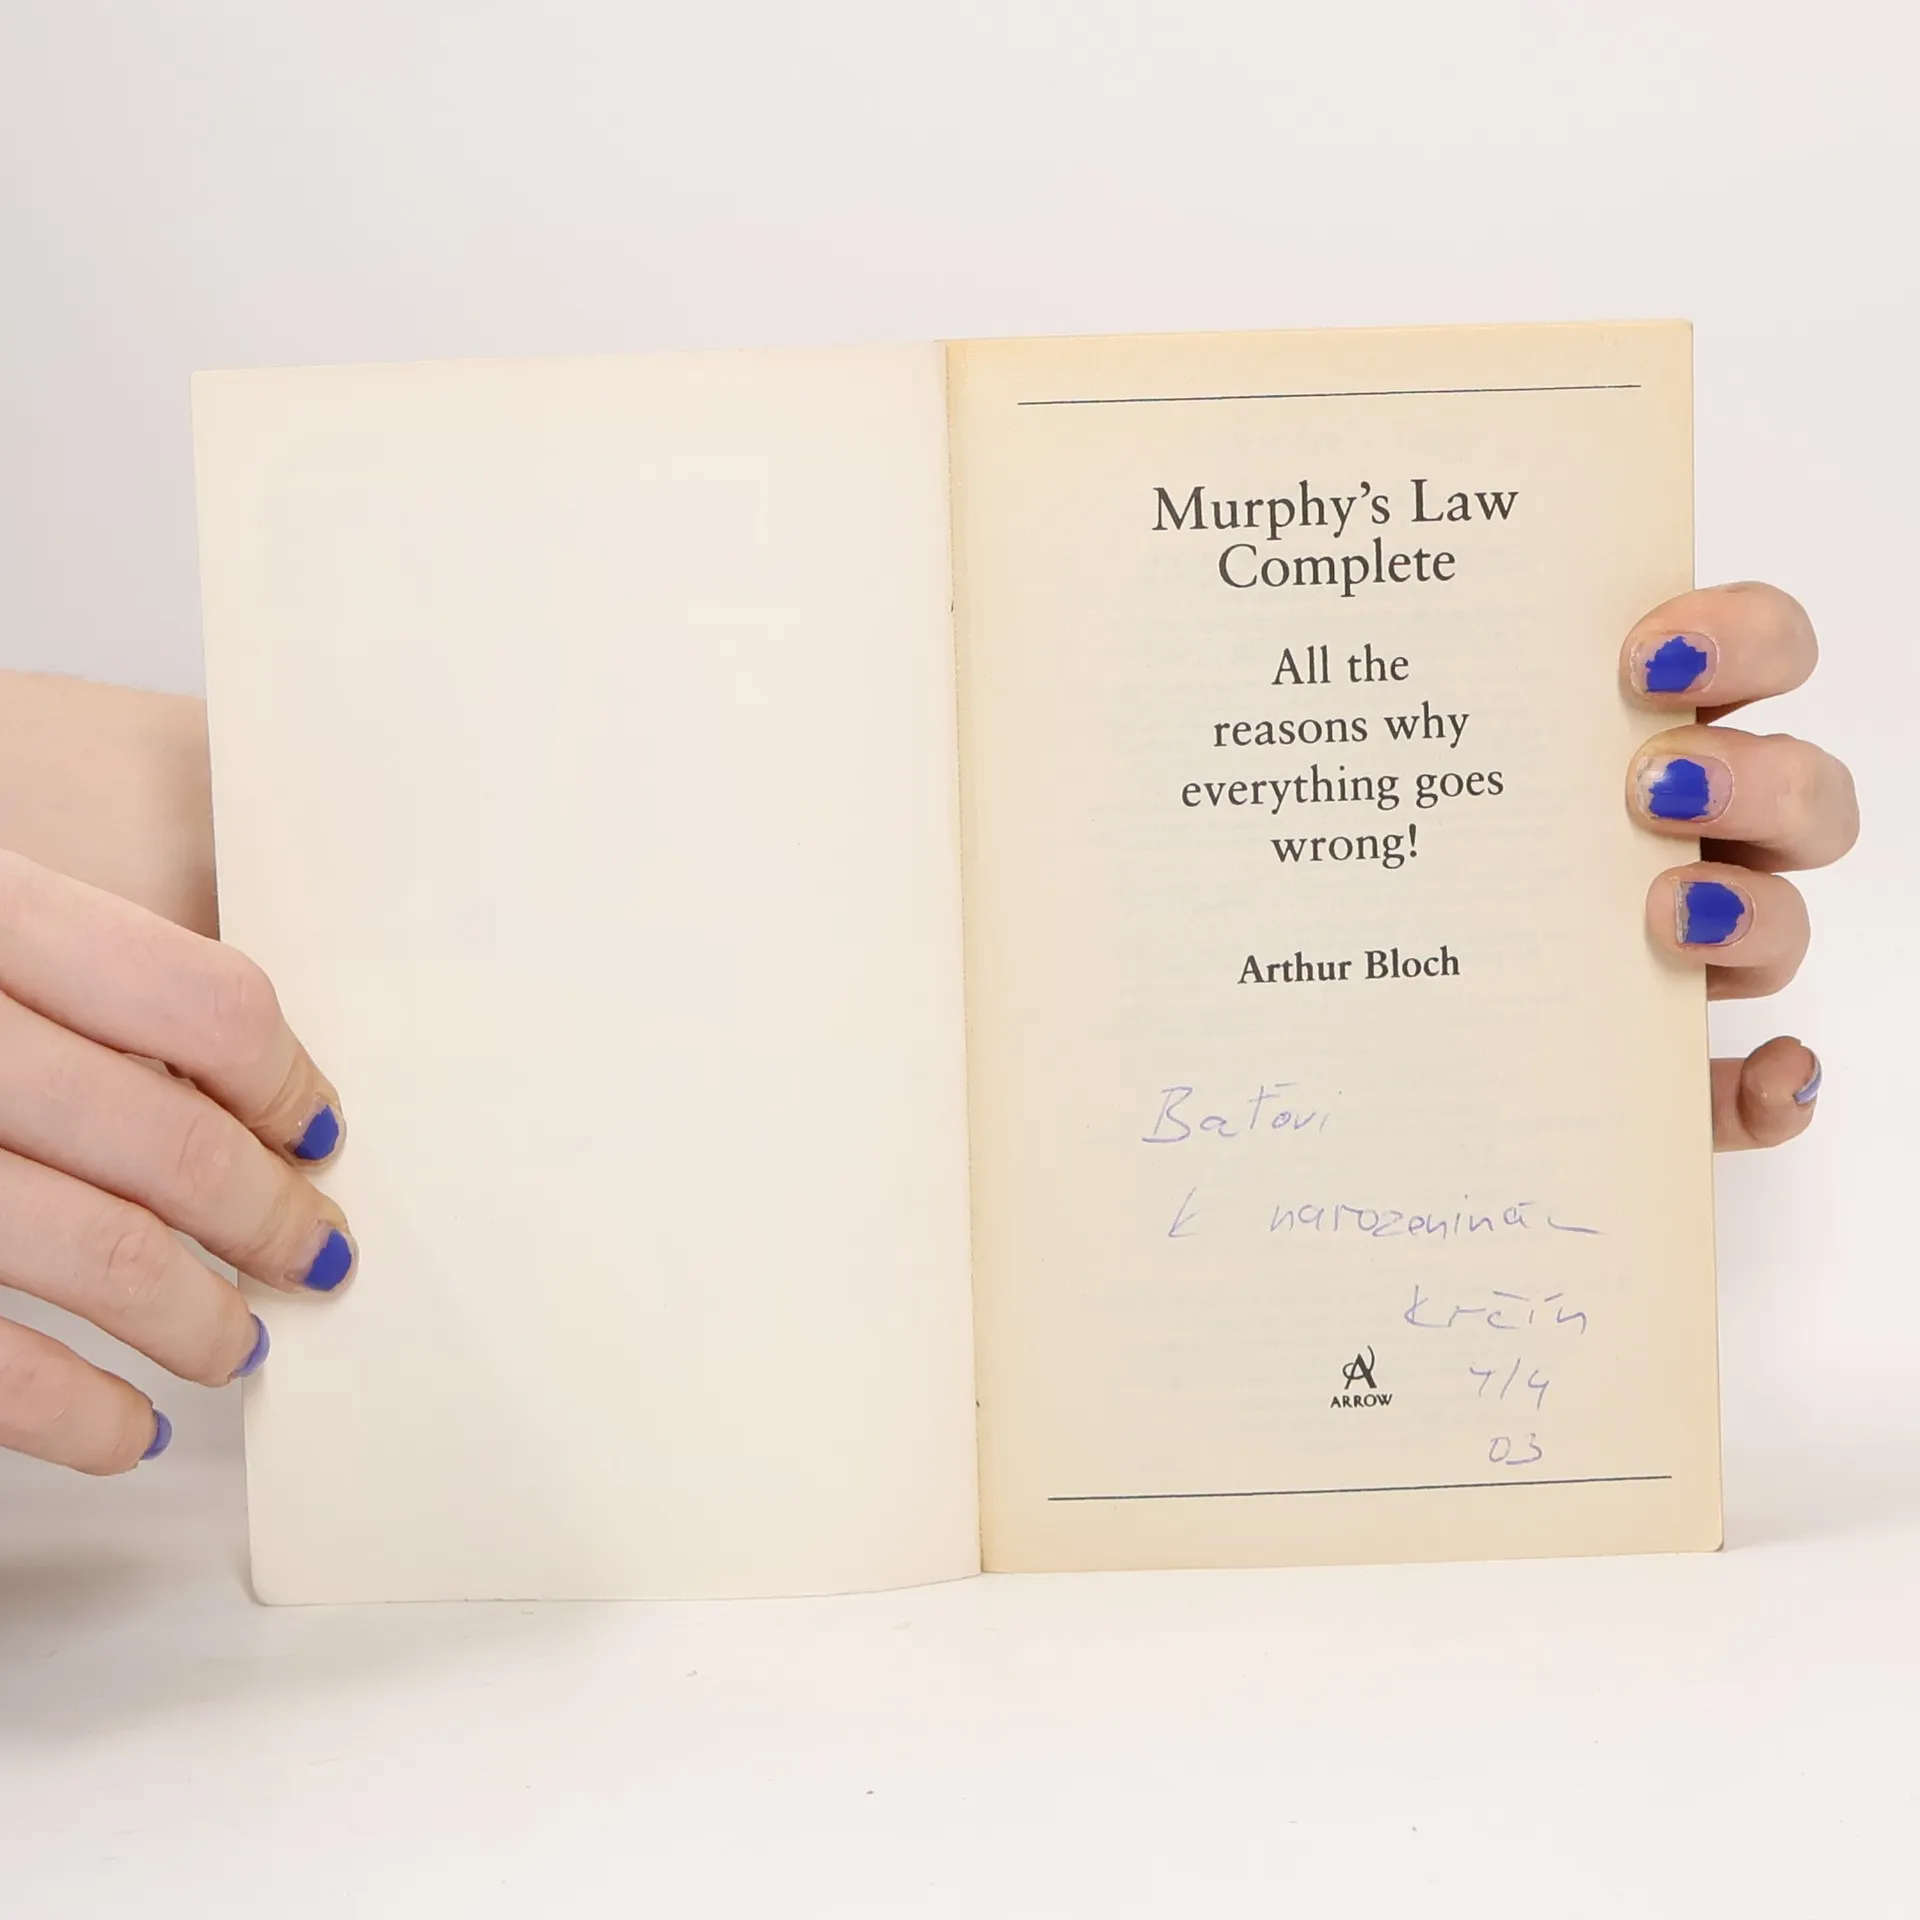 Murphy's Law
Complete
All the
reasons why
everything goes
wrong!
Arthur Bloch
Baťovi
k narozeninám
ARROW
4/4
03